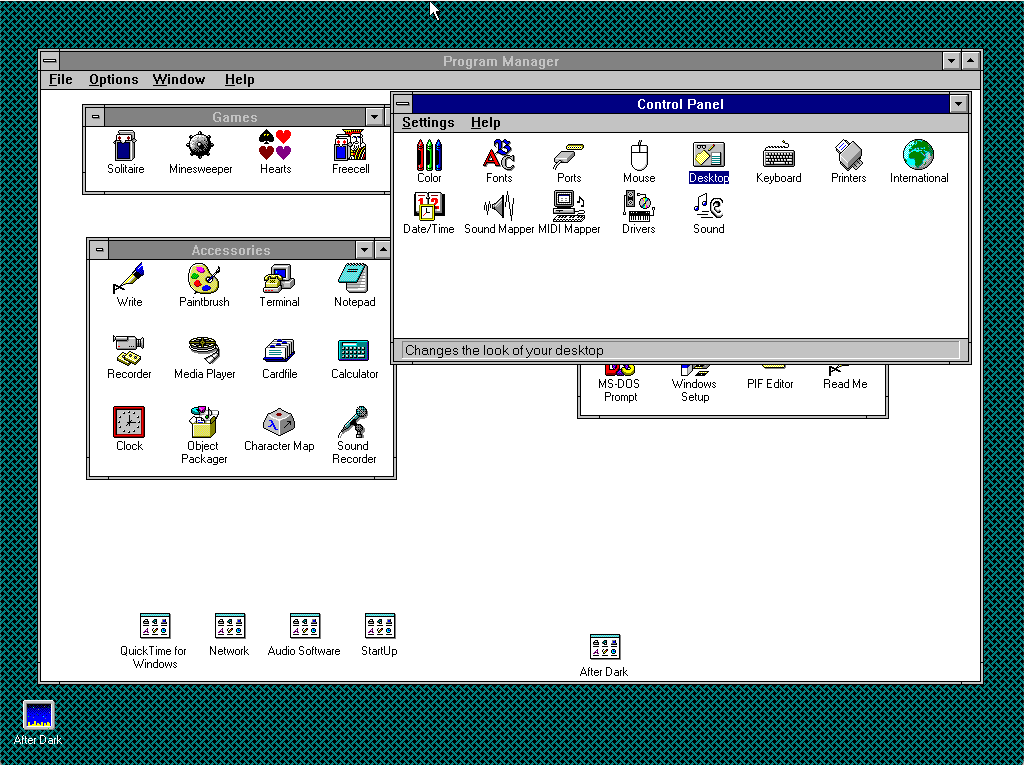 Program Manager
File Options Window Help
Games
Solitaire Minesweeper Hearts Freecell
Control Panel
Settings Help
Color Fonts Ports Mouse Desktop Keyboard Printers International
Date/Time Sound Mapper MIDI Mapper Drivers Sound
Changes the look of your desktop
Accessories
Write Paintbrush Terminal Notepad
Recorder Media Player Cardfile Calculator
Clock Object Packager Character Map Sound Recorder
MS-DOS Prompt Windows Setup PIF Editor Read Me
QuickTime for Windows Network Audio Software StartUp
After Dark
After Dark